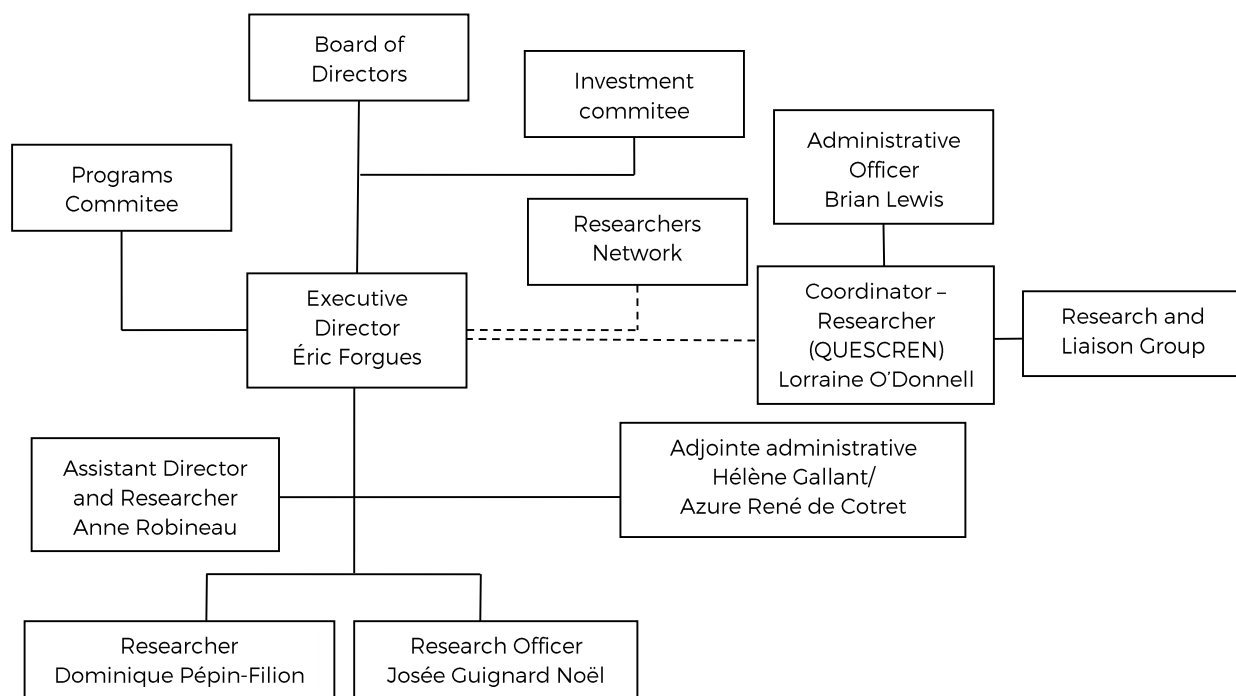 Board of
Directors
Investment
commitee
Administrative
Officer
Brian Lewis
Programs
Commitee
Researchers
Network
Executive
Director
Éric Forgues
Coordinator –
Researcher
(QUESCREN)
Lorraine O’Donnell
Research and
Liaison Group
Assistant Director
and Researcher
Anne Robineau
Adjointe administrative
Hélène Gallant/
Azure René de Cotret
Researcher
Dominique Pépin-Filion
Research Officer
Josée Guignard Noël